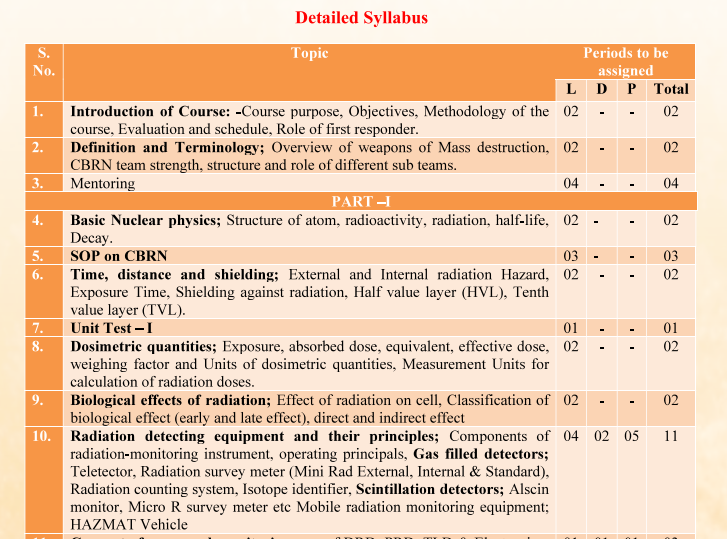 Detailed Syllabus
S. No. Topic Periods to be assigned
L D P Total
1. Introduction of Course: -Course purpose, Objectives, Methodology of the 02 - - 02
course, Evaluation and schedule, Role of first responder.
2. Definition and Terminology; Overview of weapons of Mass destruction, 02 - - 02
CBRN team strength, structure and role of different sub teams.
3. Mentoring 04 - - 04
PART –I
4. Basic Nuclear physics; Structure of atom, radioactivity, radiation, half-life, 02 - - 02
Decay.
5. SOP on CBRN 03 - - 03
6. Time, distance and shielding; External and Internal radiation Hazard, 02 - - 02
Exposure Time, Shielding against radiation, Half value layer (HVL), Tenth
value layer (TVL).
7. Unit Test – I 01 - - 01
8. Dosimetric quantities; Exposure, absorbed dose, equivalent, effective dose, 02 - - 02
weighing factor and Units of dosimetric quantities, Measurement Units for
calculation of radiation doses.
9. Biological effects of radiation; Effect of radiation on cell, Classification of 02 - - 02
biological effect (early and late effect), direct and indirect effect
10. Radiation detecting equipment and their principles; Components of 04 02 05 11
radiation-monitoring instrument, operating principals, Gas filled detectors;
Teletector, Radiation survey meter (Mini Rad External, Internal & Standard),
Radiation counting system, Isotope identifier, Scintillation detectors; Alscin
monitor, Micro R survey meter etc Mobile radiation monitoring equipment;
HAZMAT Vehicle